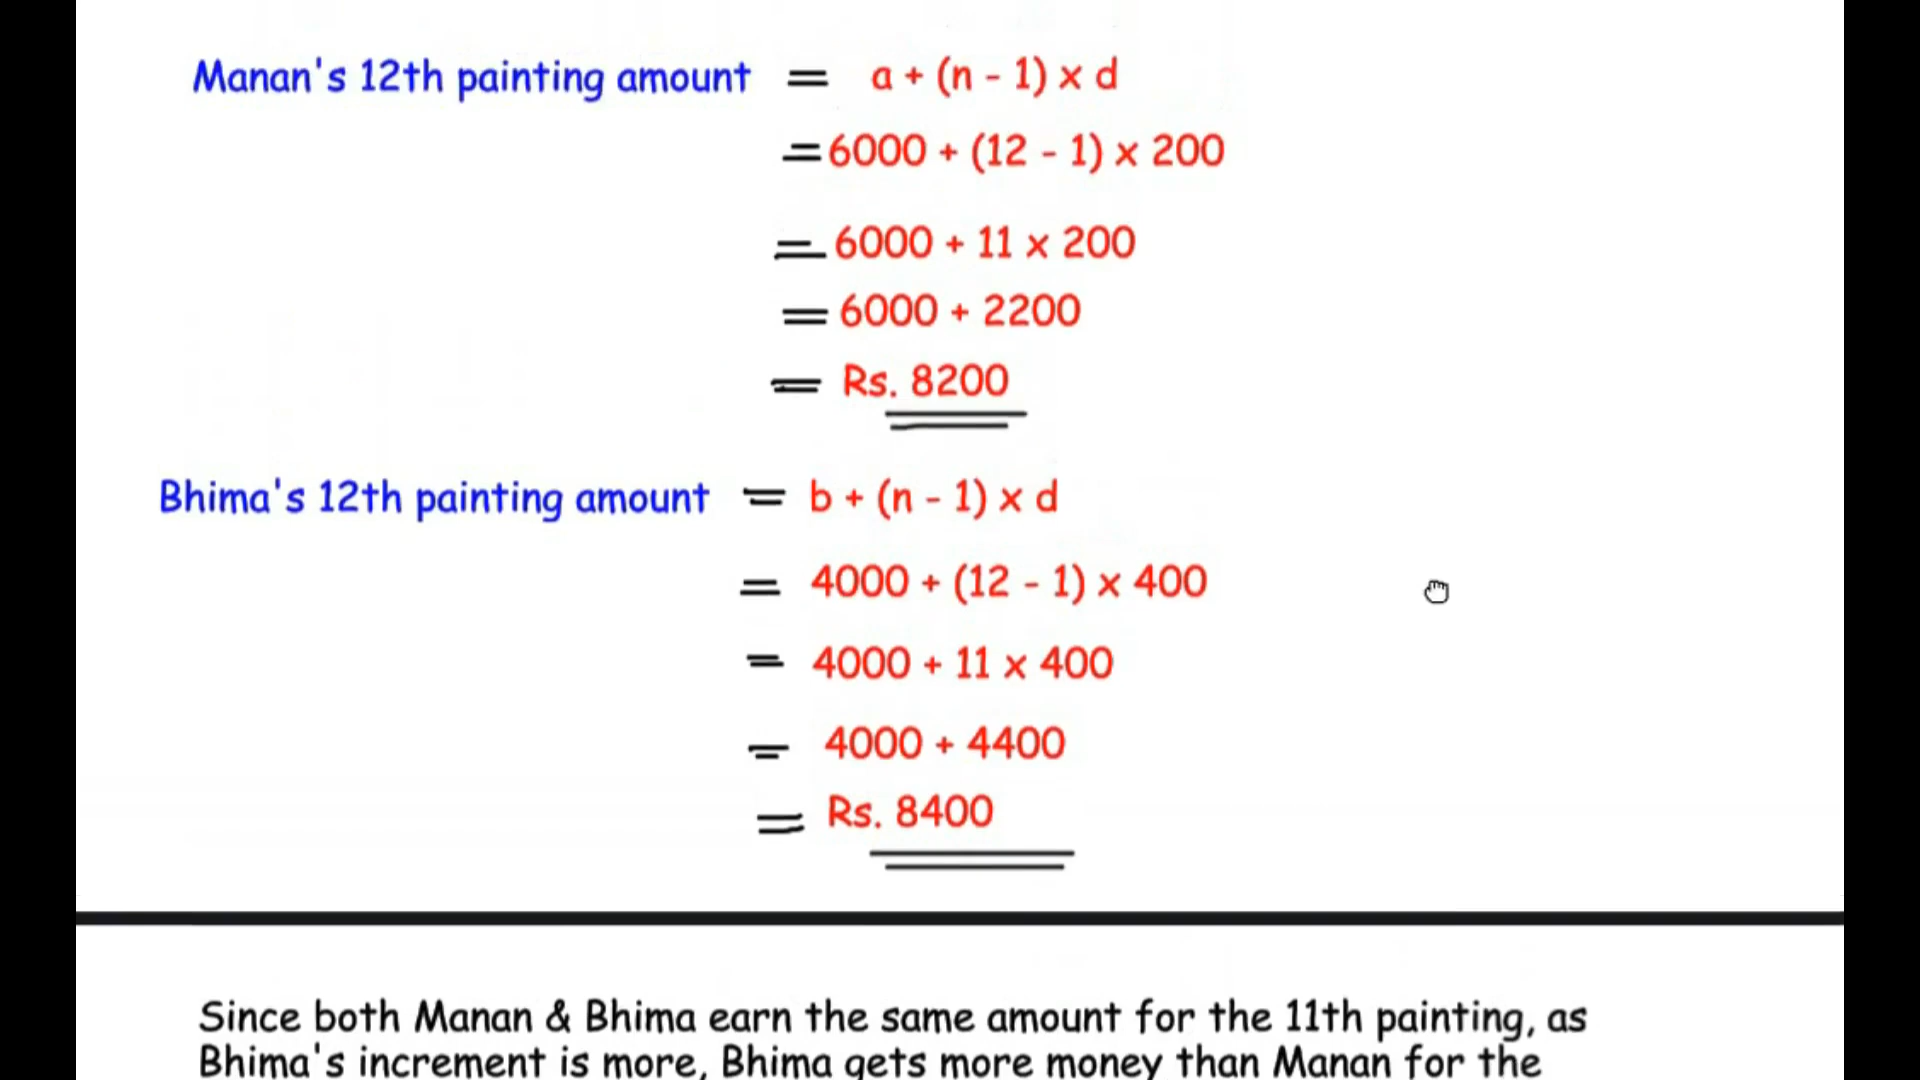 Manan's 12th painting amount = a + (n - 1) x d
= 6000 + (12 - 1) x 200
= 6000 + 11 x 200
= 6000 + 2200
= Rs. 8200
Bhima's 12th painting amount = b + (n - 1) x d
= 4000 + (12 - 1) x 400
= 4000 + 11 x 400
= 4000 + 4400
= Rs. 8400
Since both Manan & Bhima earn the same amount for the 11th painting, as
Bhima's increment is more, Bhima gets more money than Manan for the